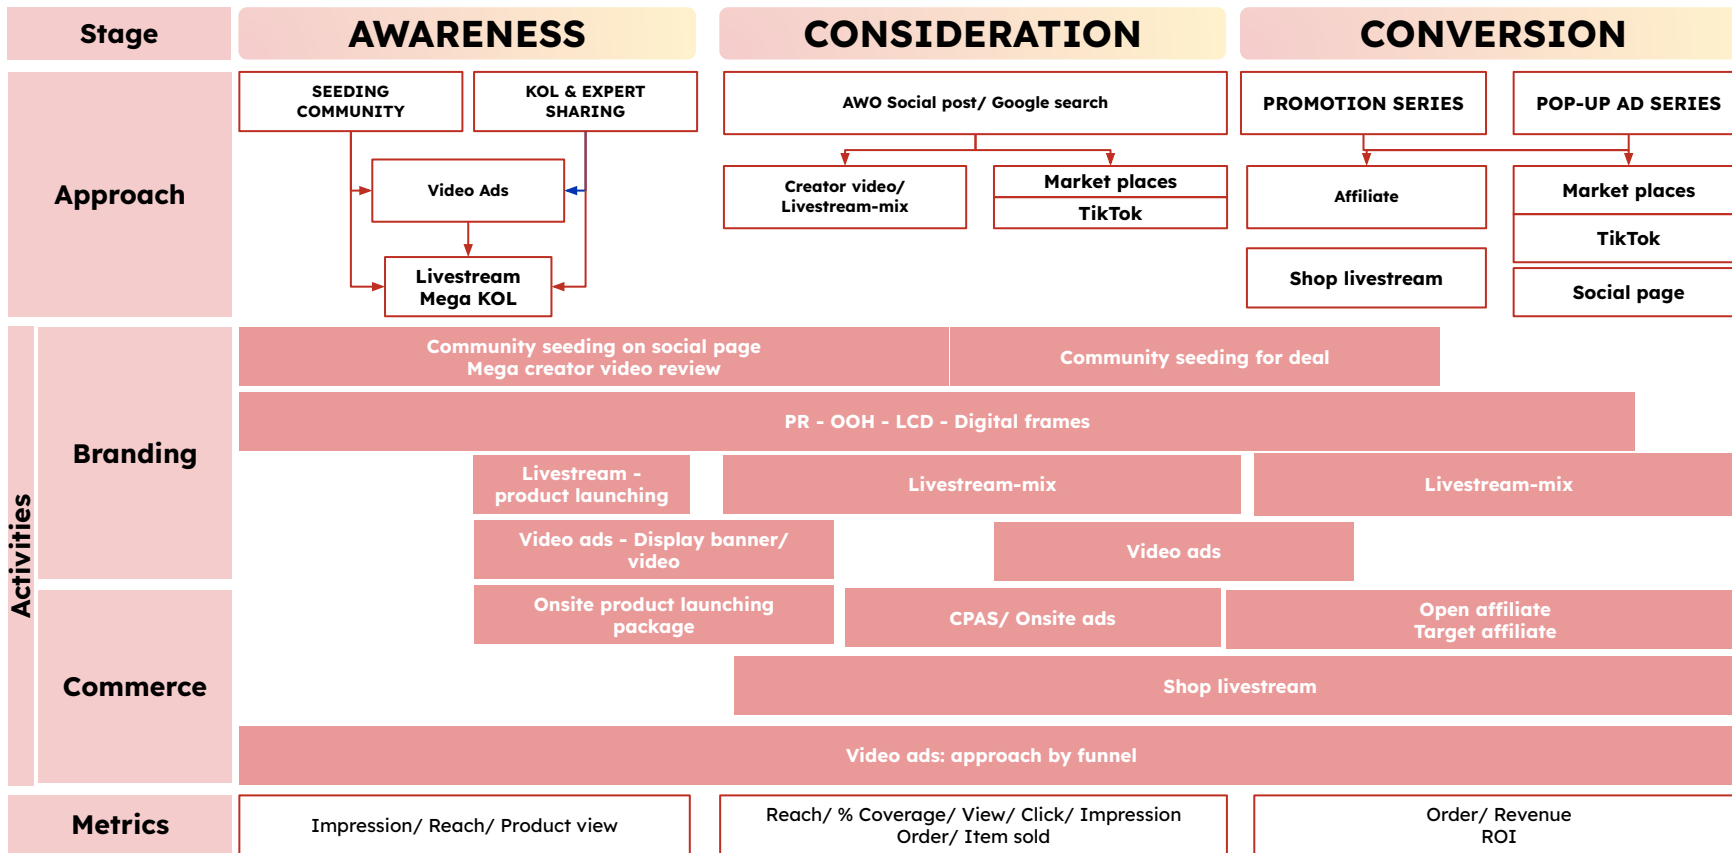 Stage
AWARENESS
CONSIDERATION
CONVERSION
Approach
SEEDING
COMMUNITY
KOL & EXPERT
SHARING
Video Ads
Livestream
Mega KOL
AWO Social post/ Google search
Creator video/
Livestream-mix
Market places
TikTok
PROMOTION SERIES
POP-UP AD SERIES
Affiliate
Shop livestream
Market places
TikTok
Social page
Activities
Branding
Community seeding on social page
Mega creator video review
Community seeding for deal
PR - OOH - LCD - Digital frames
Livestream -
product launching
Livestream-mix
Livestream-mix
Video ads - Display banner/
video
Video ads
Commerce
Onsite product launching
package
CPAS/ Onsite ads
Open affiliate
Target affiliate
Shop livestream
Video ads: approach by funnel
Metrics
Impression/ Reach/ Product view
Reach/ % Coverage/ View/ Click/ Impression
Order/ Item sold
Order/ Revenue
ROI